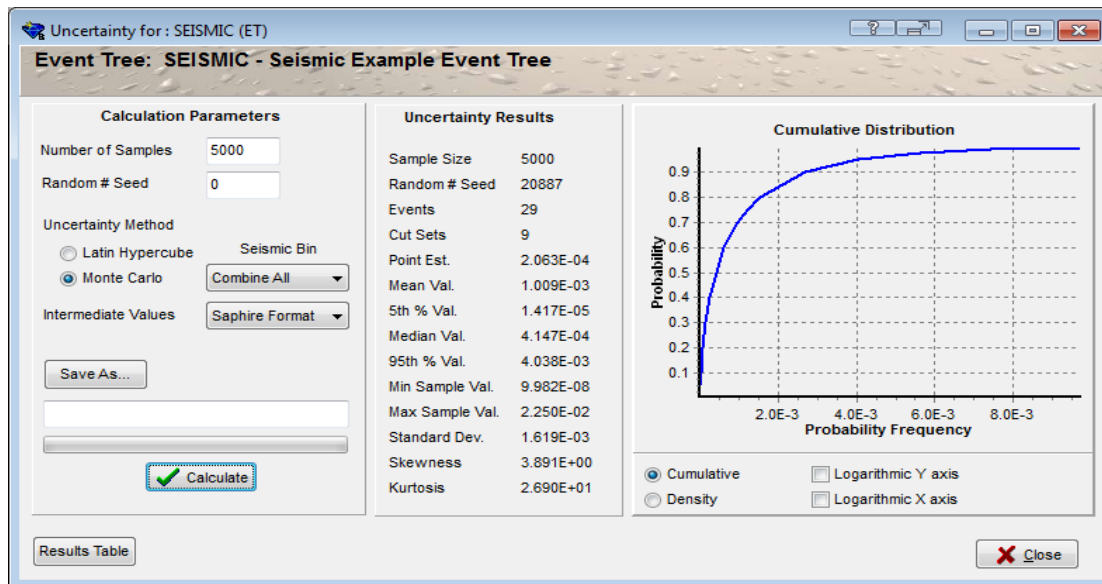 Uncertainty for : SEISMIC (ET)
Event Tree: SEISMIC - Seismic Example Event Tree
Calculation Parameters
Number of Samples 5000
Random # Seed 0
Uncertainty Method
Latin Hypercube
Seismic Bin
Monte Carlo
Combine All
Intermediate Values
Saphire Format
Save As...
Calculate
Uncertainty Results
Sample Size 5000
Random # Seed 20887
Events 29
Cut Sets 9
Point Est. 2.063E-04
Mean Val. 1.009E-03
5th % Val. 1.417E-05
Median Val. 4.147E-04
95th % Val. 4.038E-03
Min Sample Val. 9.982E-08
Max Sample Val. 2.250E-02
Standard Dev. 1.619E-03
Skewness 3.891E+00
Kurtosis 2.690E+01
Cumulative Distribution
Probability
0.9
0.8
0.7
0.6
0.5
0.4
0.3
0.2
0.1
2.0E-3 4.0E-3 6.0E-3 8.0E-3
Probability Frequency
Cumulative
Logarithmic Y axis
Density
Logarithmic X axis
Results Table
Close